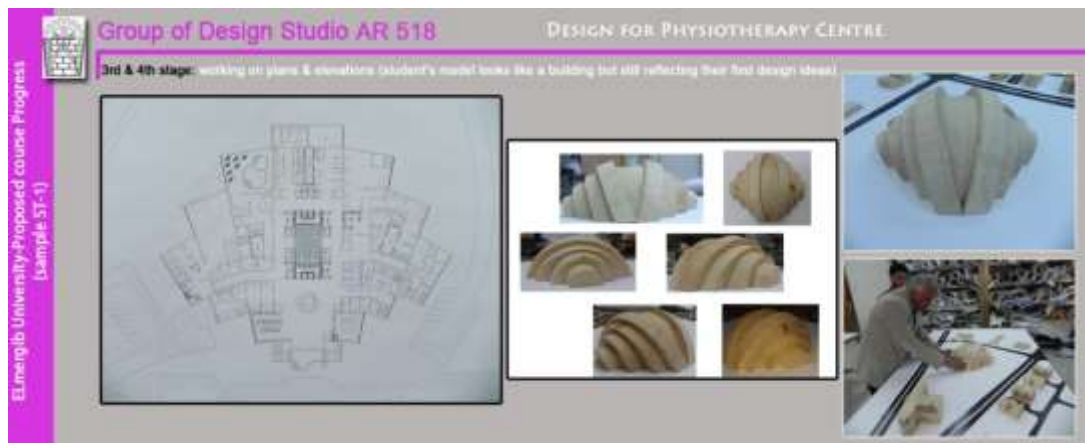 Group of Design Studio AR 518
DESIGN FOR PHYSIOTHERAPY CENTRE
3rd & 4th stage: working on plans & elevations (student's model looks like a building but still reflecting their first design ideas)
ELmergib University-Proposed course Progress
(sample ST-1)